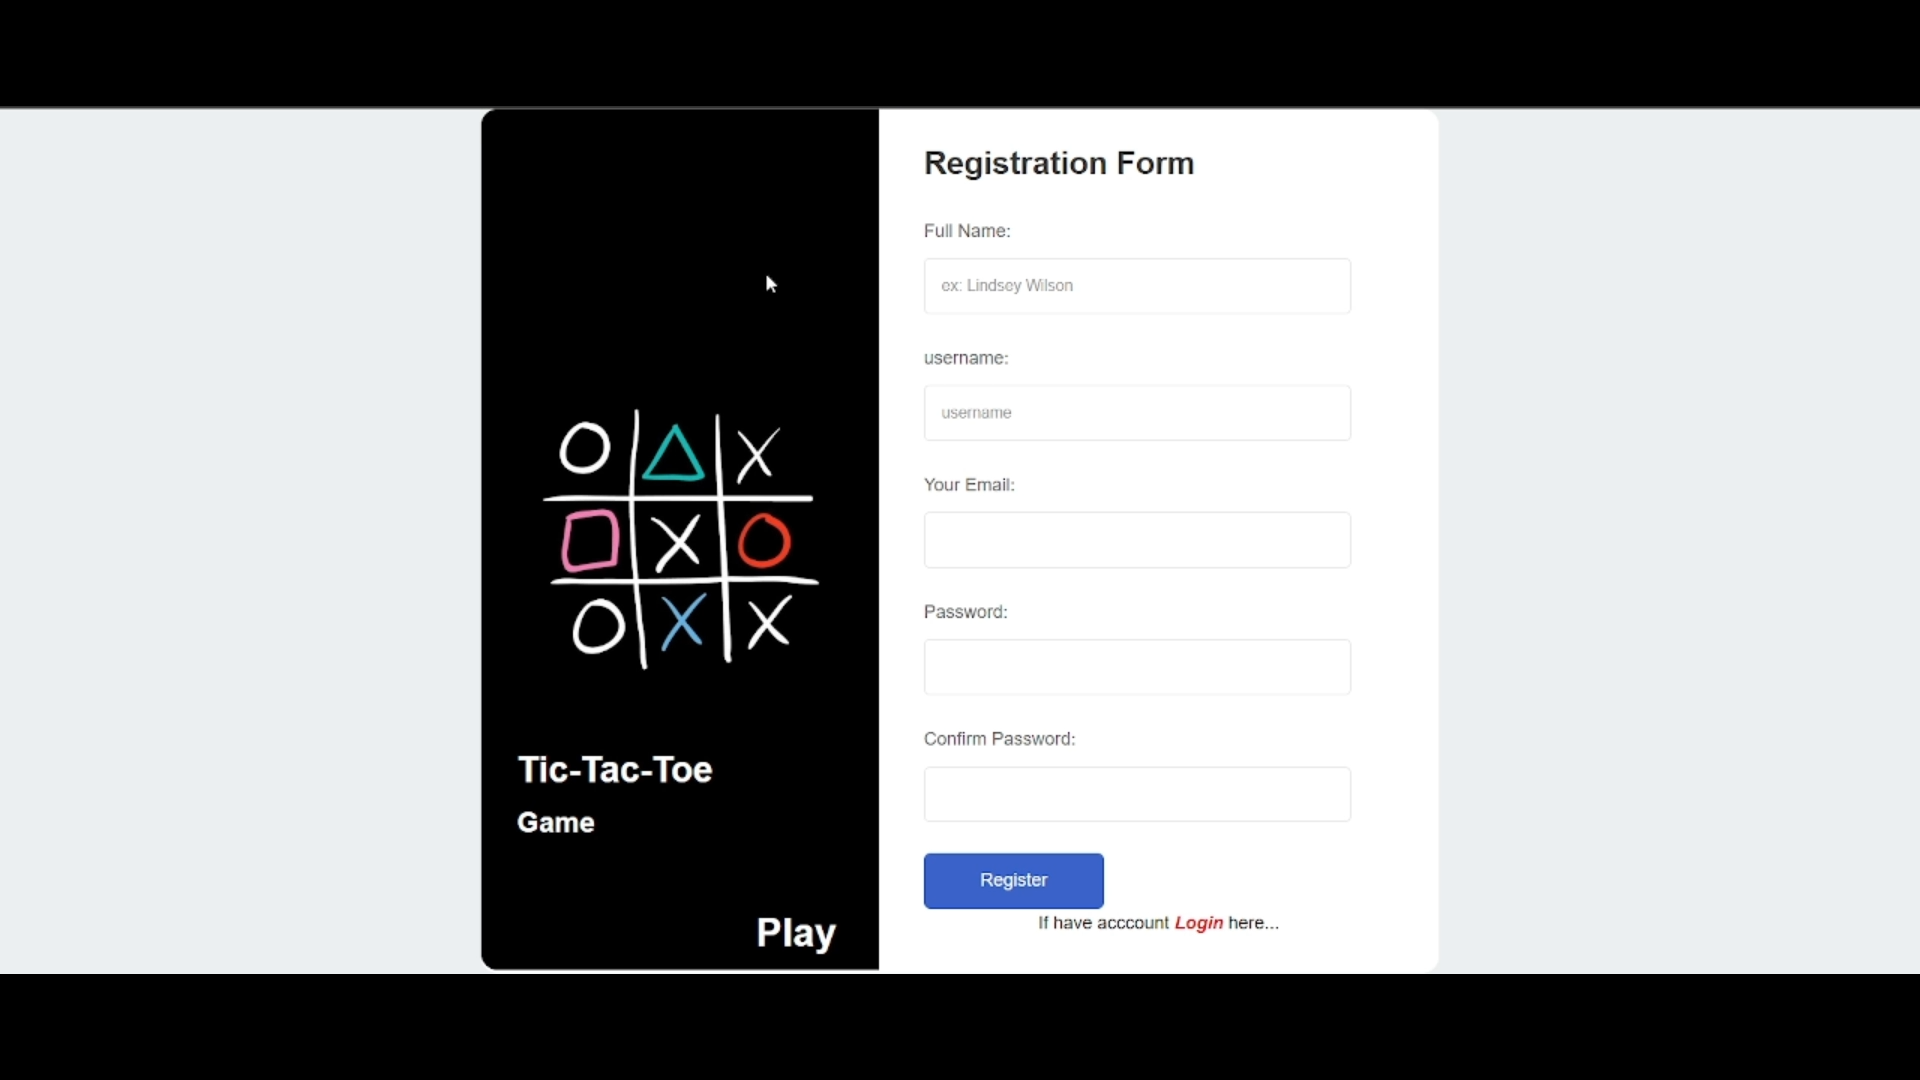 Tic-Tac-Toe
Game
Play
Registration Form
Full Name:
ex: Lindsey Wilson
username:
username
Your Email:
Password:
Confirm Password:
Register
If have acccount Login here...